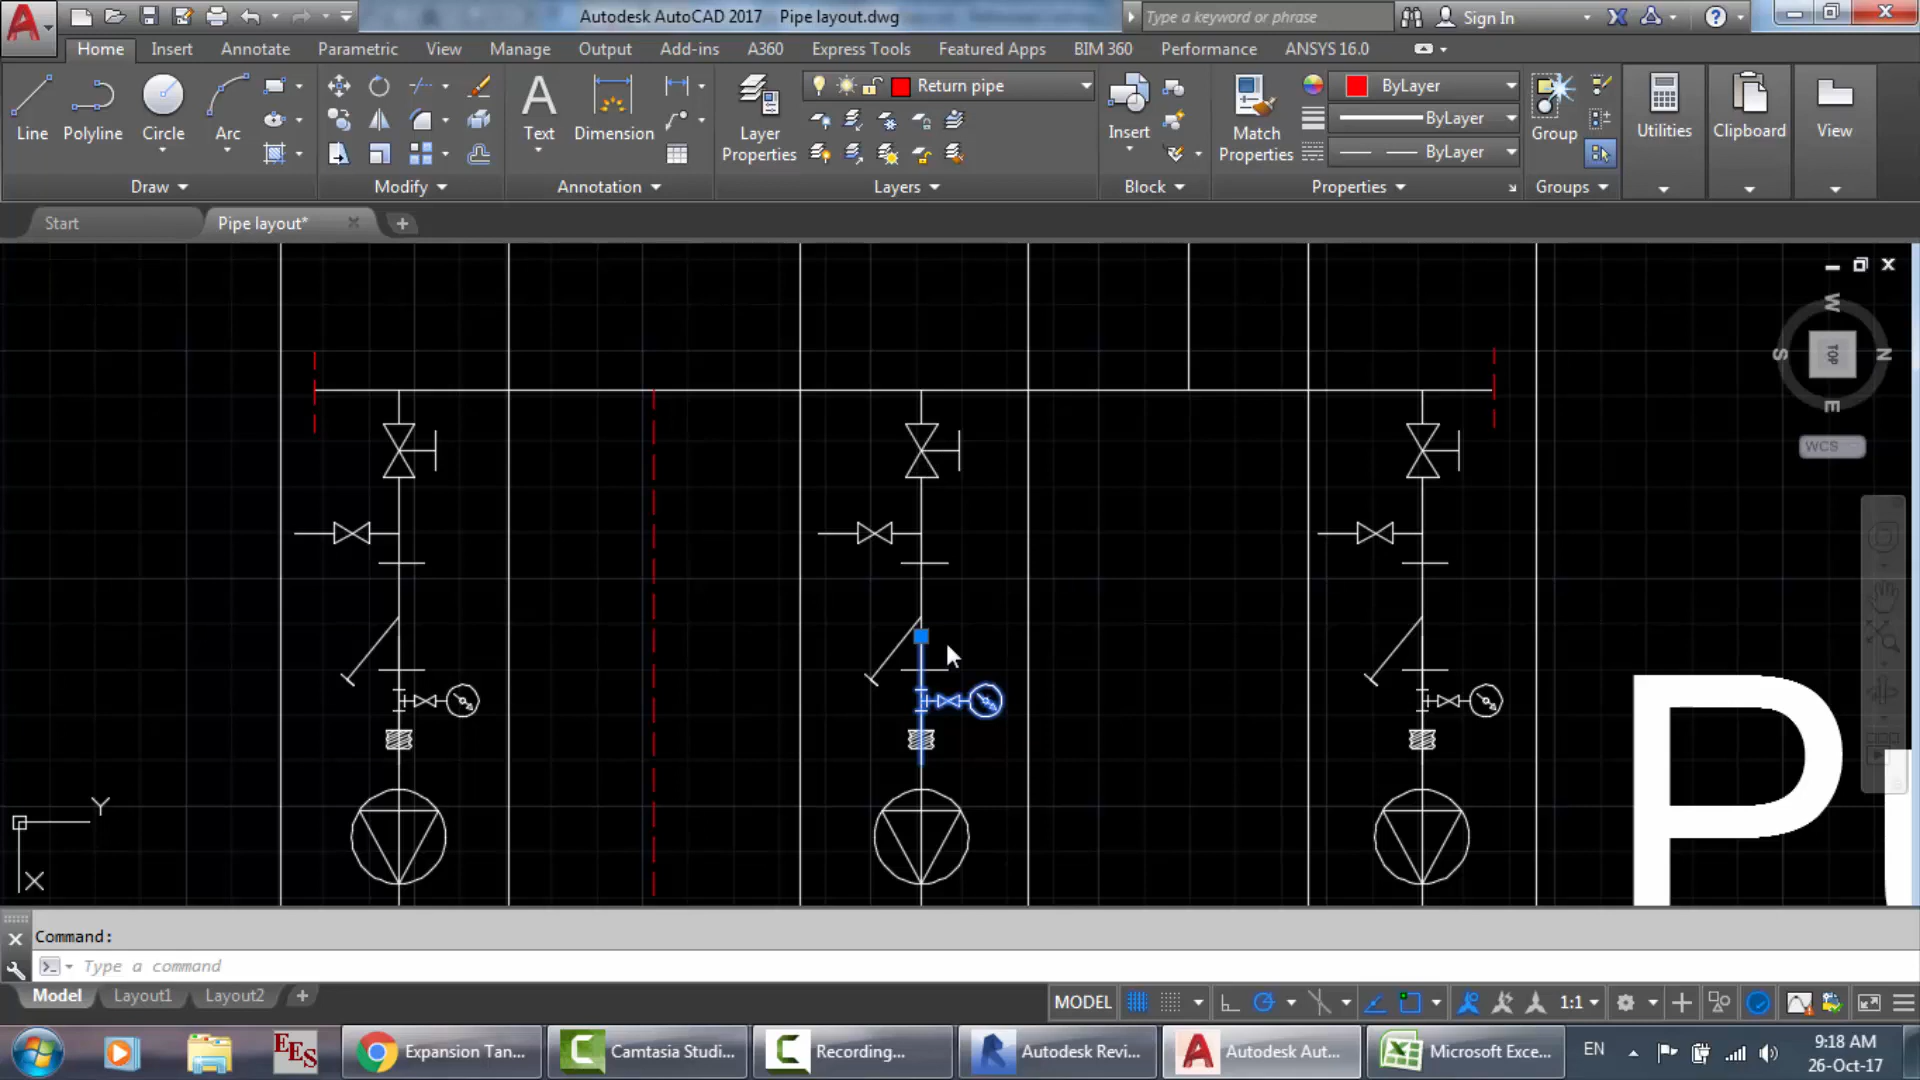 Autodesk AutoCAD 2017 Pipe layout.dwg
Type a keyword or phrase
Sign In
Home Insert Annotate Parametric View Manage Output Add-ins A360 Express Tools Featured Apps BIM 360 Performance ANSYS 16.0
Line Polyline Circle Arc
Text Dimension
Layer Properties
Return pipe
Insert
Match Properties
ByLayer
ByLayer
ByLayer
Group
Utilities Clipboard View
Draw Modify Annotation Layers Block Properties Groups
Start Pipe layout*
W
S TOP N
E
WCS
P
Y
X
Command:
Type a command
Model Layout1 Layout2
MODEL 1:1
EES
Expansion Tan...
Camtasia Studi...
Recording...
Autodesk Revi...
Autodesk Aut...
Microsoft Exce...
EN
9:18 AM
26-Oct-17